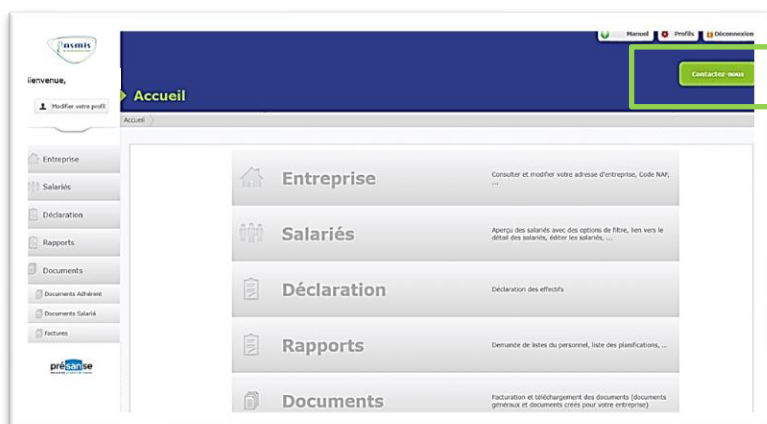 nsmis
Manuel
Profils
Déconnexion
Contactez-nous
ienvenue,
Modifier votre profil
Accueil
Accueil
Entreprise
Salariés
Déclaration
Rapports
Documents
Documents Adhérent
Documents Salarié
Factures
présanse
Entreprise
Consulter et modifier votre adresse d'entreprise, Code NAF,
...
Salariés
Aperçu des salariés avec des options de filtre, lien vers le
détail des salariés, éditer les salariés, ...
Déclaration
Déclaration des effectifs
Rapports
Demande de listes du personnel, liste des planifications, ...
Documents
Facturation et téléchargement des documents (documents
généraux et documents créés pour votre entreprise)